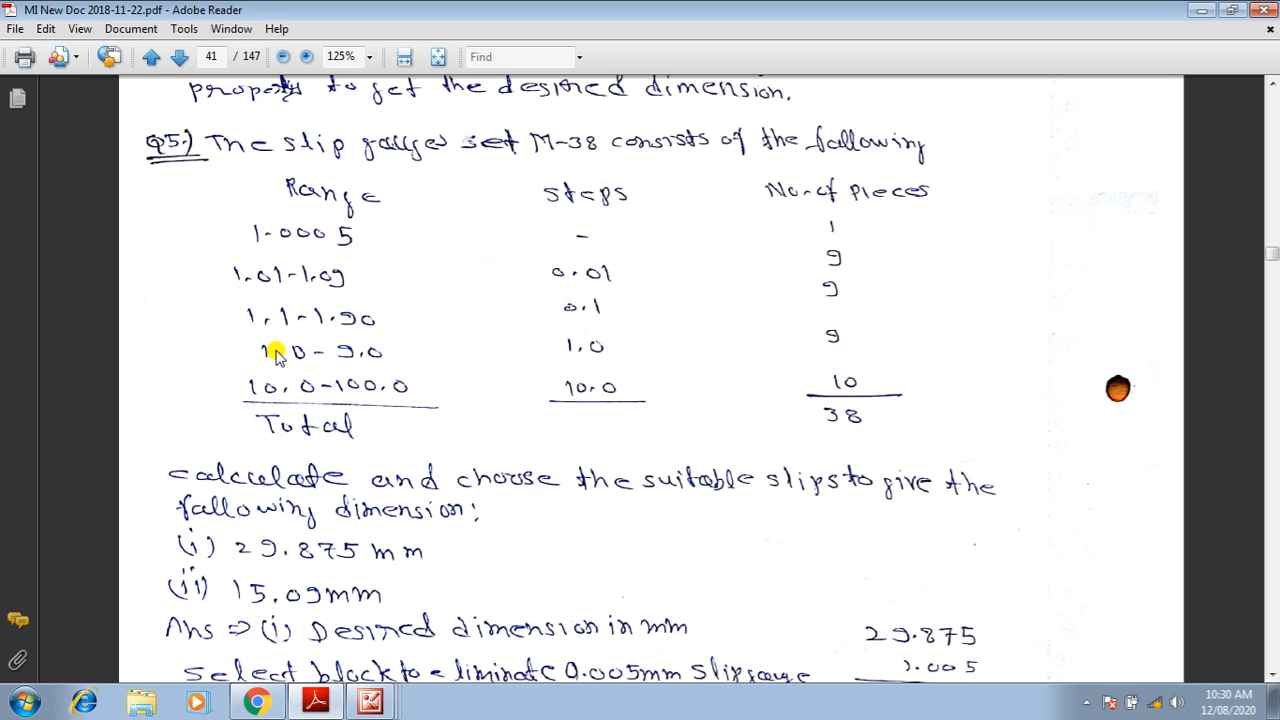 MI New Doc 2018-11-22.pdf - Adobe Reader
File Edit View Document Tools Window Help
41 / 147 125% Find
property to get the desired dimension.
Q5.) The slip gauges set M-38 consists of the following
Range steps No. of pieces
1.0005 - 1
1.01-1.09 0.01 9
1.1-1.90 0.1 9
1.0-9.0 1.0 9
10.0-100.0 10.0 10
Total 38
calculate and choose the suitable slips to give the
following dimension:
(i) 29.875 mm
(ii) 15.09mm
Ans ⇒ (i) Desired dimension in mm 29.875
select block to eliminate 0.005mm slip gauge 1.005
10:30 AM
12/08/2020